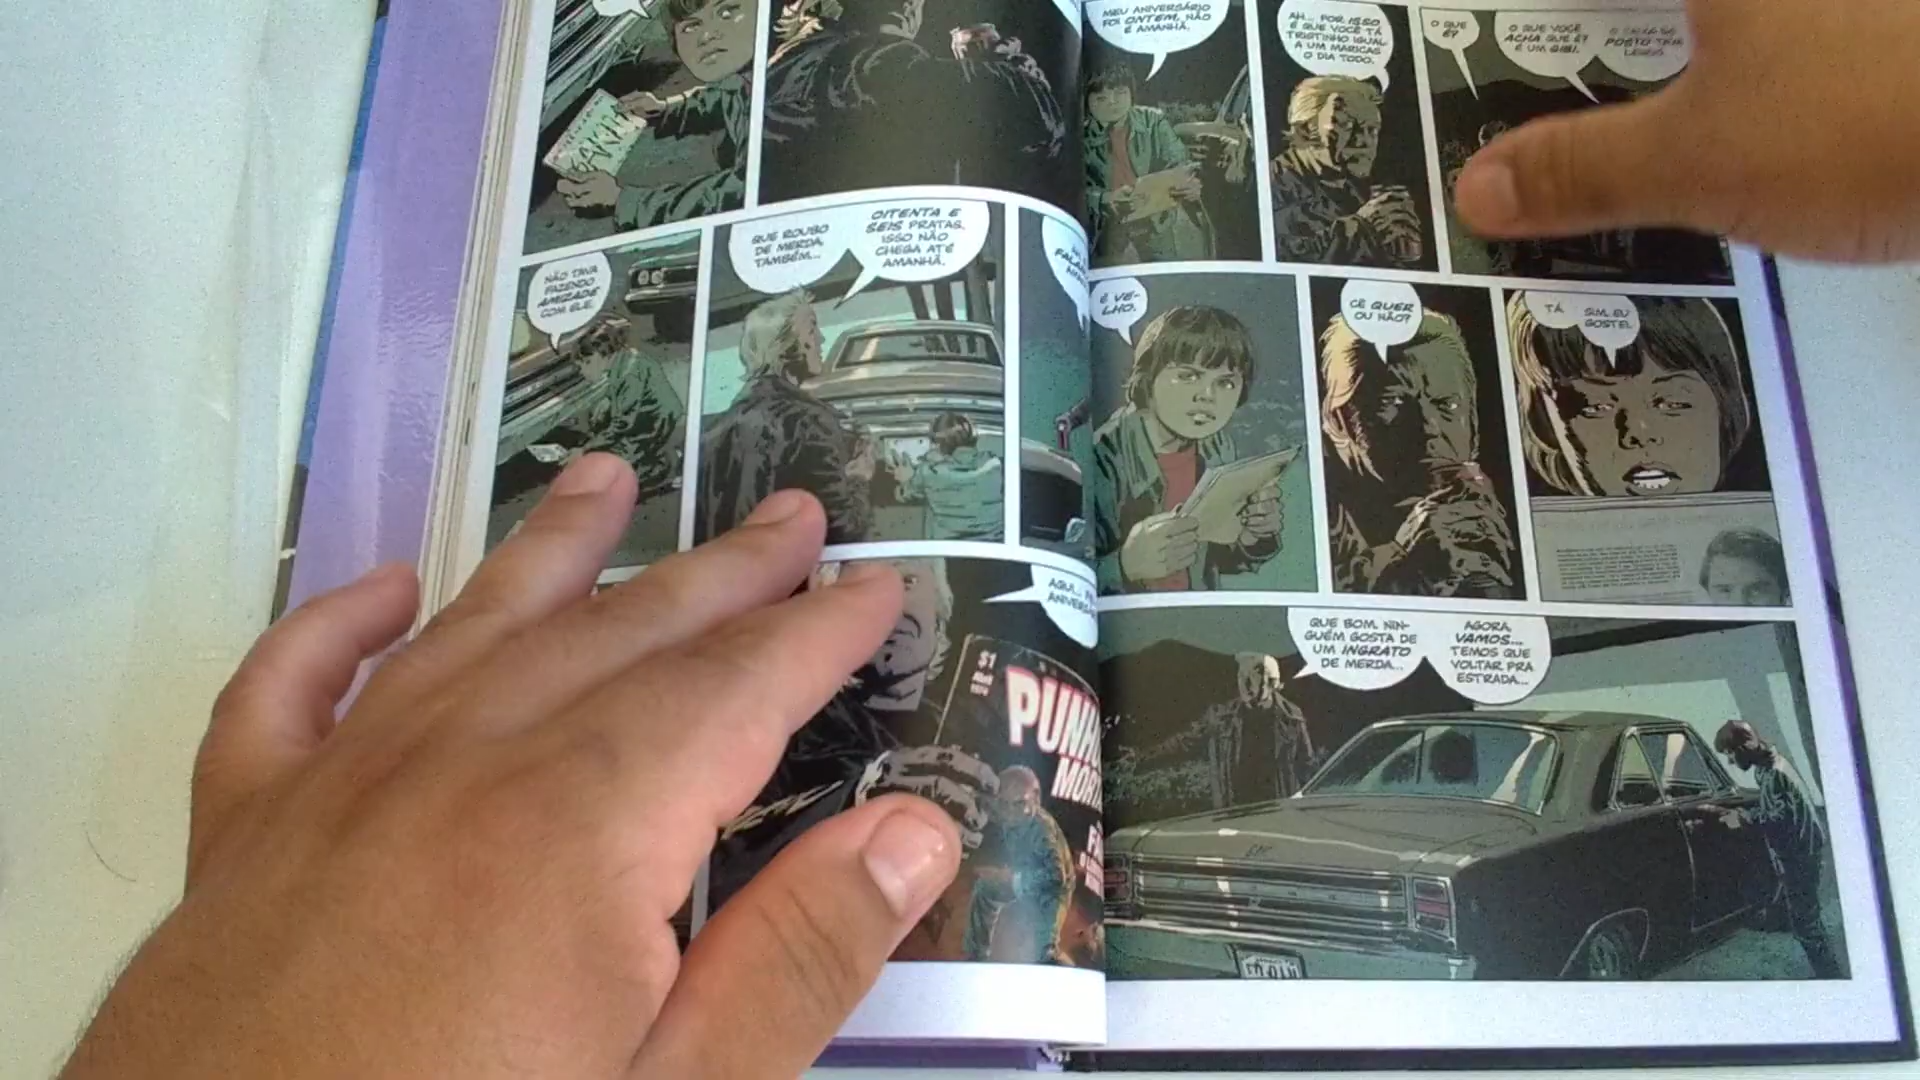 NÃO TAVA
FAZENDO
AMIZADE
COM ELE.
QUE ROUBO
DE MERDA,
TAMBÉM...
OITENTA E
SEIS PRATAS.
ISSO NÃO
CHEGA ATÉ
AMANHÃ.
AQUI...
$1
PUNH
MEU ANIVERSÁRIO
FOI ONTEM, NÃO
É AMANHÃ.
AH... POR ISSO
É QUE VOCÊ TÁ
TRISTINHO IGUAL
A UM MARICAS
O DIA TODO.
O QUE
É?
O QUE VOCÊ
ACHA QUE É?
É UM GIBI.
POSTO
É VE-
LHO.
CÊ QUER
OU NÃO?
TÁ.
SIM, EU
GOSTEI.
QUE BOM. NIN-
GUÉM GOSTA DE
UM INGRATO
DE MERDA...
AGORA,
VAMOS...
TEMOS QUE
VOLTAR PRA
ESTRADA...